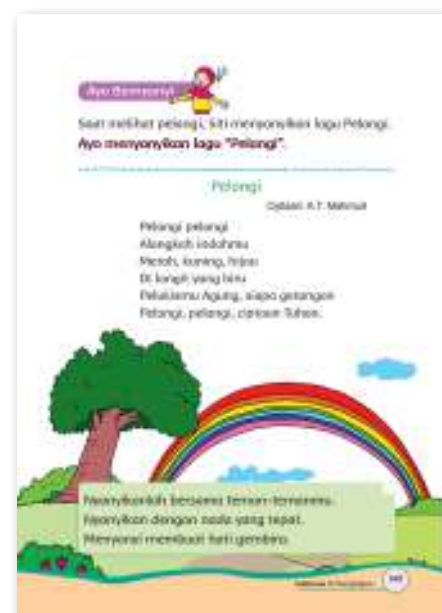 Ayo Bernyanyi
Saat melihat pelangi, Siti menyanyikan lagu Pelangi.
Ayo menyanyikan lagu "Pelangi".
Pelangi
Ciptaan: A.T. Mahmud
Pelangi pelangi
Alangkah indahmu
Merah, kuning, hijau
Di langit yang biru
Pelukismu Agung, siapa gerangan
Pelangi, pelangi, ciptaan Tuhan.
Nyanyikanlah bersama teman-temanmu.
Nyanyikan dengan nada yang tepat.
Menyanyi membuat hati gembira.